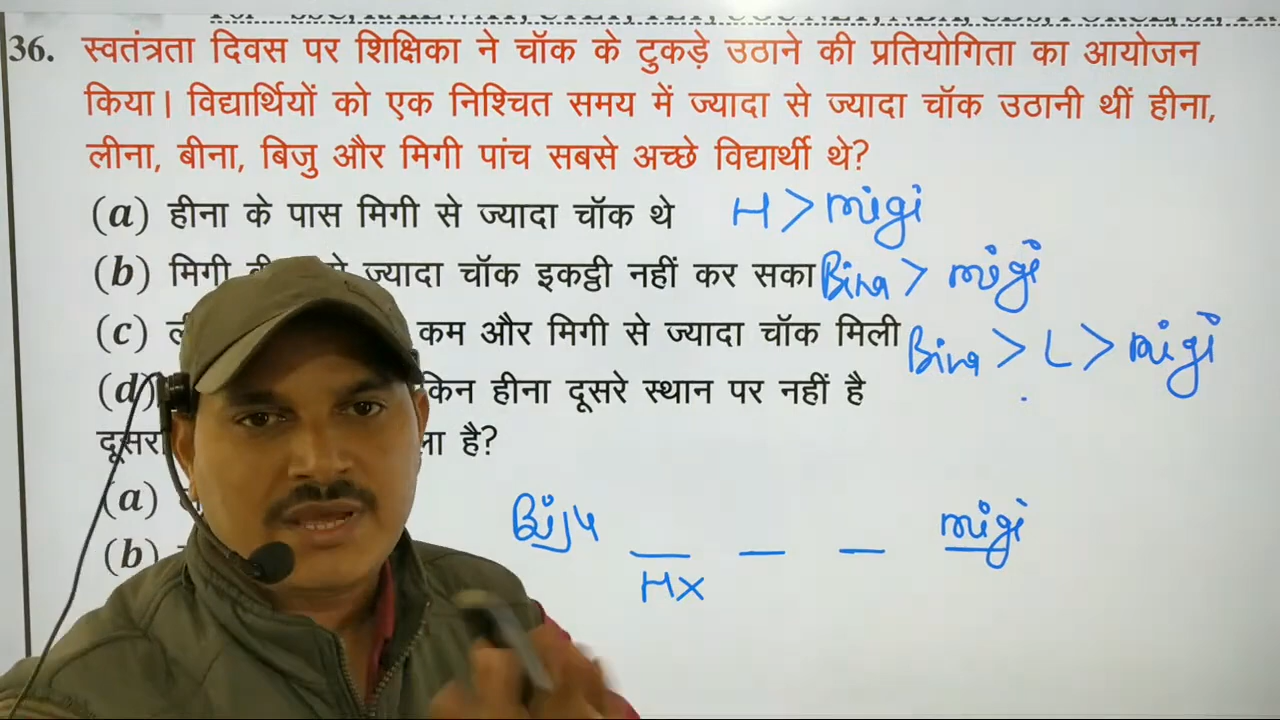 36. स्वतंत्रता दिवस पर शिक्षिका ने चॉक के टुकड़े उठाने की प्रतियोगिता का आयोजन
किया। विद्यार्थियों को एक निश्चित समय में ज्यादा से ज्यादा चॉक उठानी थीं हीना,
लीना, बीना, बिजु और मिगी पांच सबसे अच्छे विद्यार्थी थे?
(a) हीना के पास मिगी से ज्यादा चॉक थे H > migi
(b) मिगी ज्यादा चॉक इकट्ठी नहीं कर सका Bina > migi
(c) कम और मिगी से ज्यादा चॉक मिली Bina > L > migi
(d) हीना दूसरे स्थान पर नहीं है
है?
(a)
(b)
Biju _ _ _ migi
H×